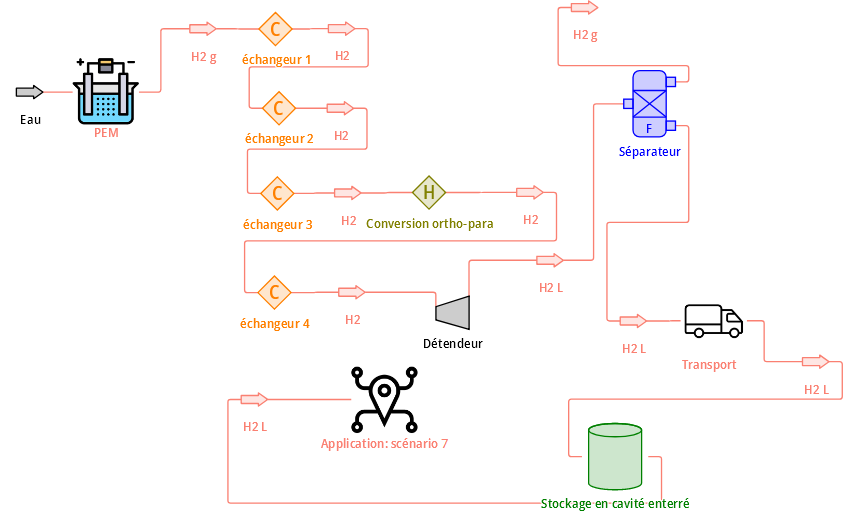 H2 g
H2 g
C
échangeur 1
H2
+
−
Eau
PEM
C
échangeur 2
H2
F
Séparateur
C
échangeur 3
H2
H
Conversion ortho-para
H2
C
échangeur 4
H2
H2 L
Détendeur
H2 L
Transport
H2 L
H2 L
Application: scénario 7
Stockage en cavité enterré